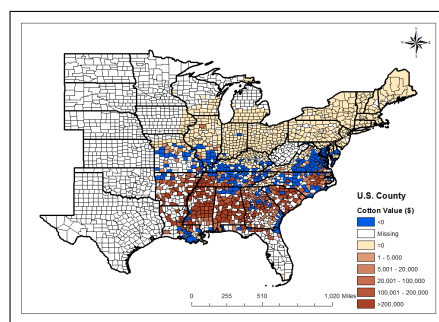 N
U.S. County
Cotton Value ($)
<0
Missing
=0
1 - 5,000
5,001 - 20,000
20,001 - 100,000
100,001 - 200,000
>200,000
0 255 510 1,020 Miles